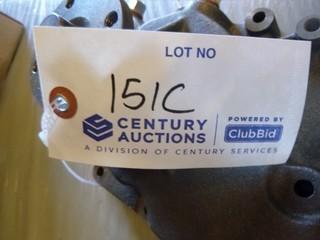 LOT NO
151C
CENTURY
AUCTIONS
POWERED BY
ClubBid
A DIVISION OF CENTURY SERVICES